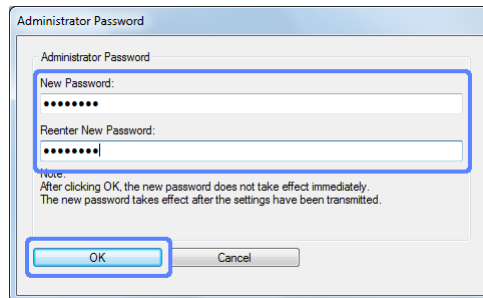 Administrator Password
Administrator Password
New Password:
••••••••
Reenter New Password:
••••••••
Note:
After clicking OK, the new password does not take effect immediately.
The new password takes effect after the settings have been transmitted.
OK Cancel